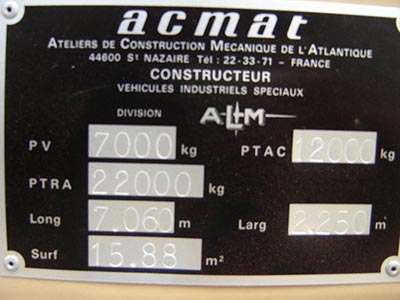 acmat
ATELIERS DE CONSTRUCTION MECANIQUE DE L'ATLANTIQUE
44600 St NAZAIRE Tél : 22-33-71 – FRANCE
CONSTRUCTEUR
VEHICULES INDUSTRIELS SPECIAUX
DIVISION ALM
PV 7000 kg PTAC 12000 kg
PTRA 22000 kg
Long 7.060 m Larg 2,250 m
Surf 15.88 m²